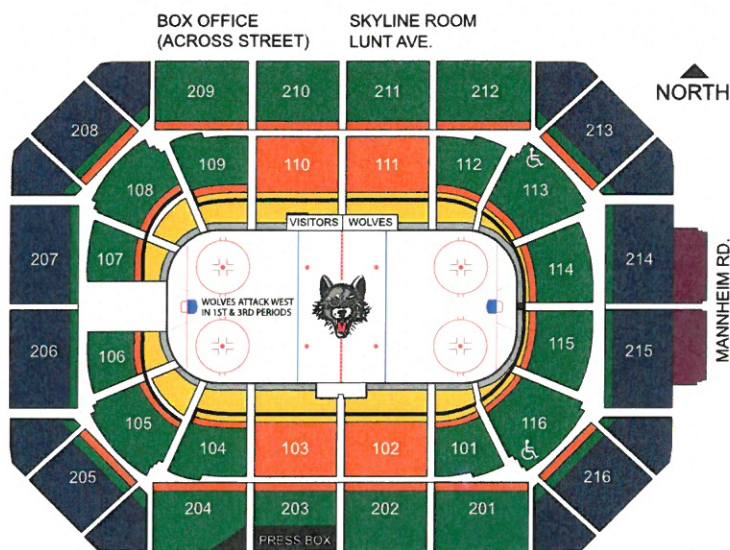 BOX OFFICE
(ACROSS STREET)
SKYLINE ROOM
LUNT AVE.
NORTH
209
210
211
212
208
213
109
110
111
112
108
113
VISITORS
WOLVES
207
107
114
214
WOLVES ATTACK WEST
IN 1ST & 3RD PERIODS
MANNHEIM RD.
206
106
115
215
105
116
104
103
102
101
205
216
204
203
202
201
PRESS BOX